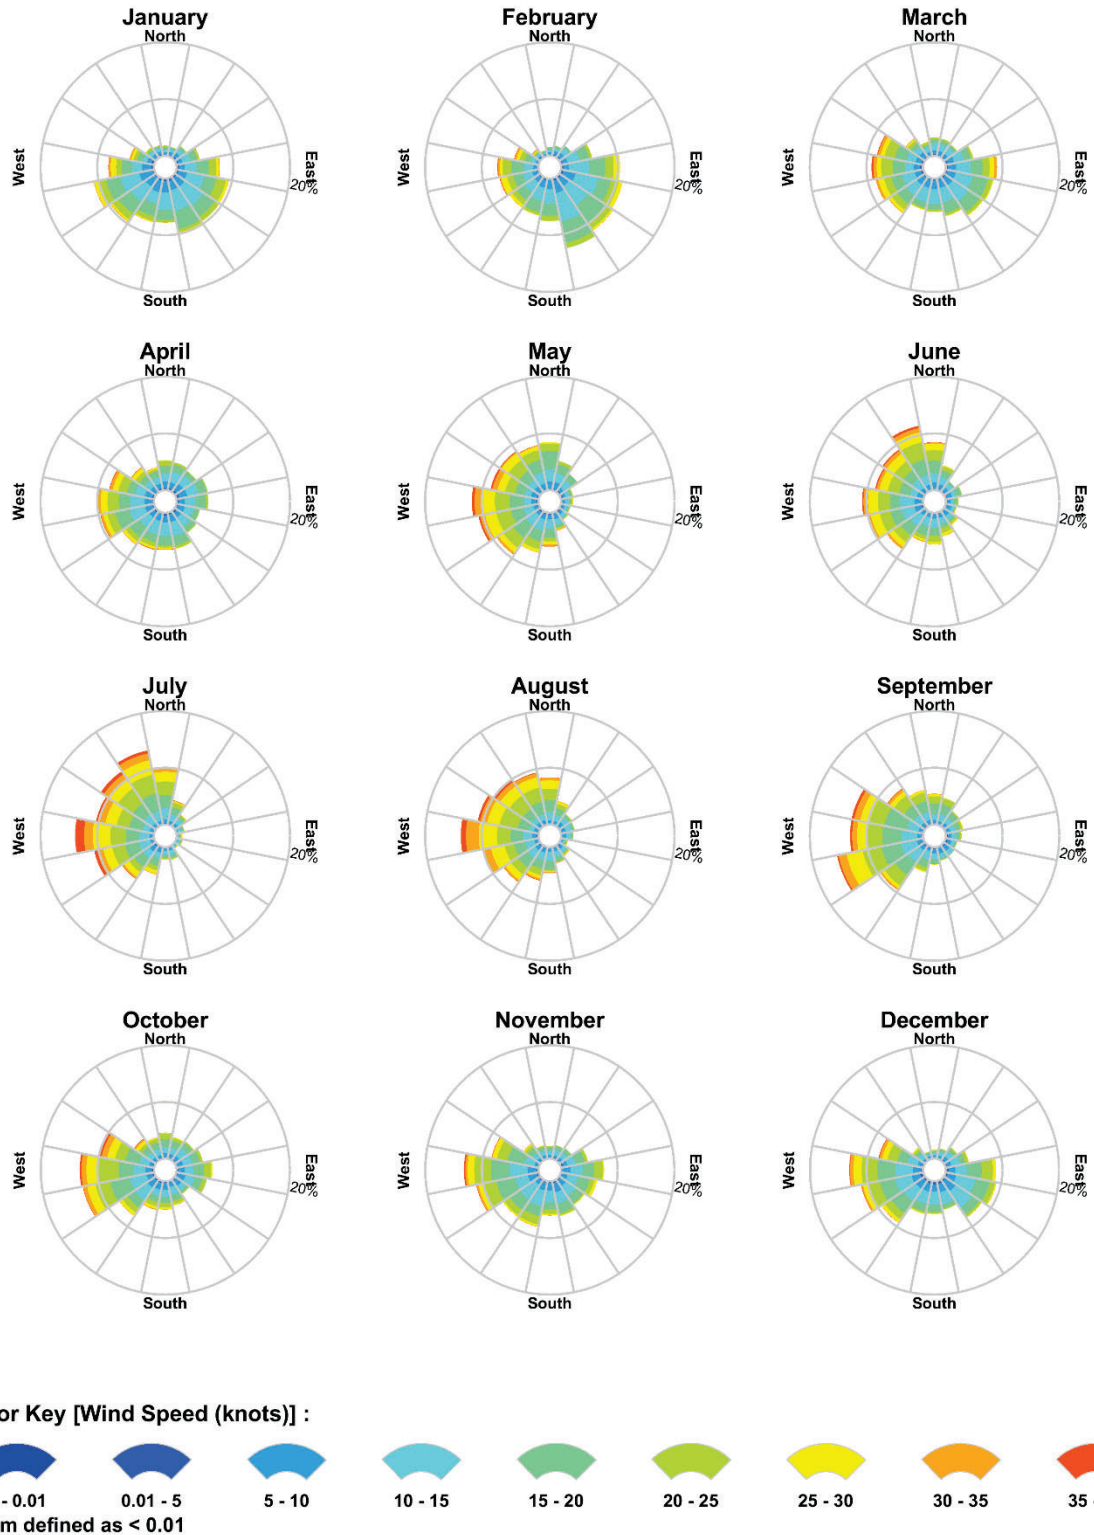 January
North
West
East
20%
South
February
North
West
East
20%
South
March
North
West
East
20%
South
April
North
West
East
20%
South
May
North
West
East
20%
South
June
North
West
East
20%
South
July
North
West
East
20%
South
August
North
West
East
20%
South
September
North
West
East
20%
South
October
North
West
East
20%
South
November
North
West
East
20%
South
December
North
West
East
20%
South
or Key [Wind Speed (knots)] :
- 0.01 0.01 - 5 5 - 10 10 - 15 15 - 20 20 - 25 25 - 30 30 - 35 35 -
m defined as < 0.01